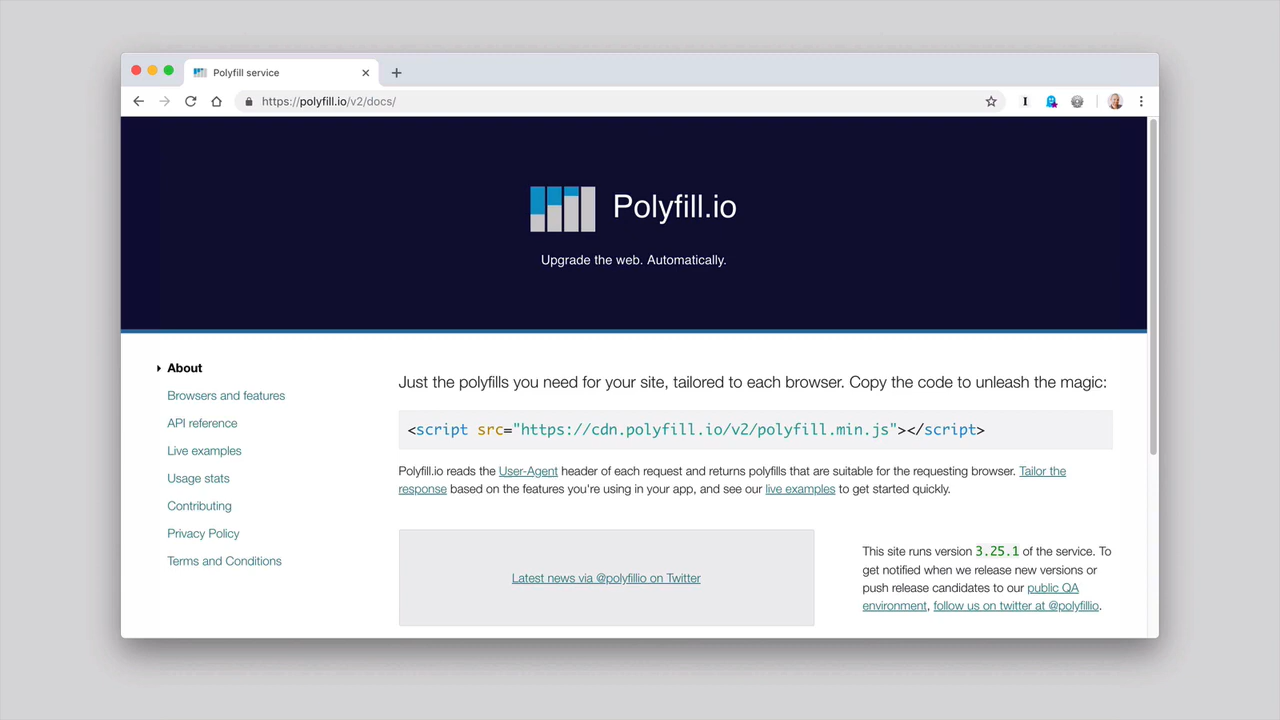 Polyfill service
https://polyfill.io/v2/docs/
I
Polyfill.io
Upgrade the web. Automatically.
About
Browsers and features
API reference
Live examples
Usage stats
Contributing
Privacy Policy
Terms and Conditions
Just the polyfills you need for your site, tailored to each browser. Copy the code to unleash the magic:
<script src="https://cdn.polyfill.io/v2/polyfill.min.js"></script>
Polyfill.io reads the User-Agent header of each request and returns polyfills that are suitable for the requesting browser. Tailor the
response based on the features you're using in your app, and see our live examples to get started quickly.
Latest news via @polyfillio on Twitter
This site runs version 3.25.1 of the service. To
get notified when we release new versions or
push release candidates to our public QA
environment, follow us on twitter at @polyfillio.